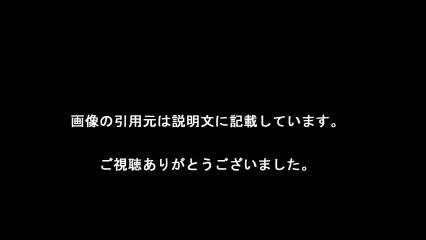 画像の引用元は説明文に記載しています。
ご視聴ありがとうございました。